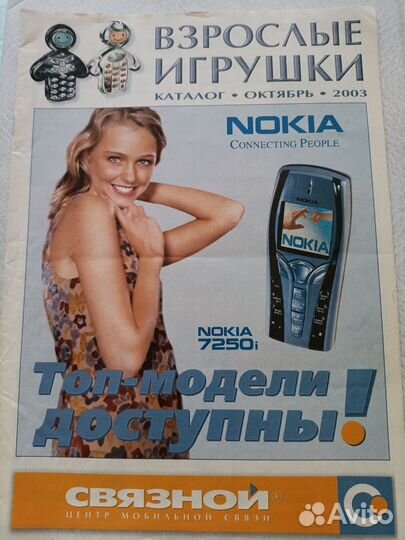 ВЗРОСЛЫЕ
ИГРУШКИ
КАТАЛОГ • ОКТЯБРЬ • 2003
NOKIA
CONNECTING PEOPLE
NOKIA
NOKIA
NOKIA
7250i
Топ-модели
доступны!
СВЯЗНОЙ®
ЦЕНТР МОБИЛЬНОЙ СВЯЗИ
Avito